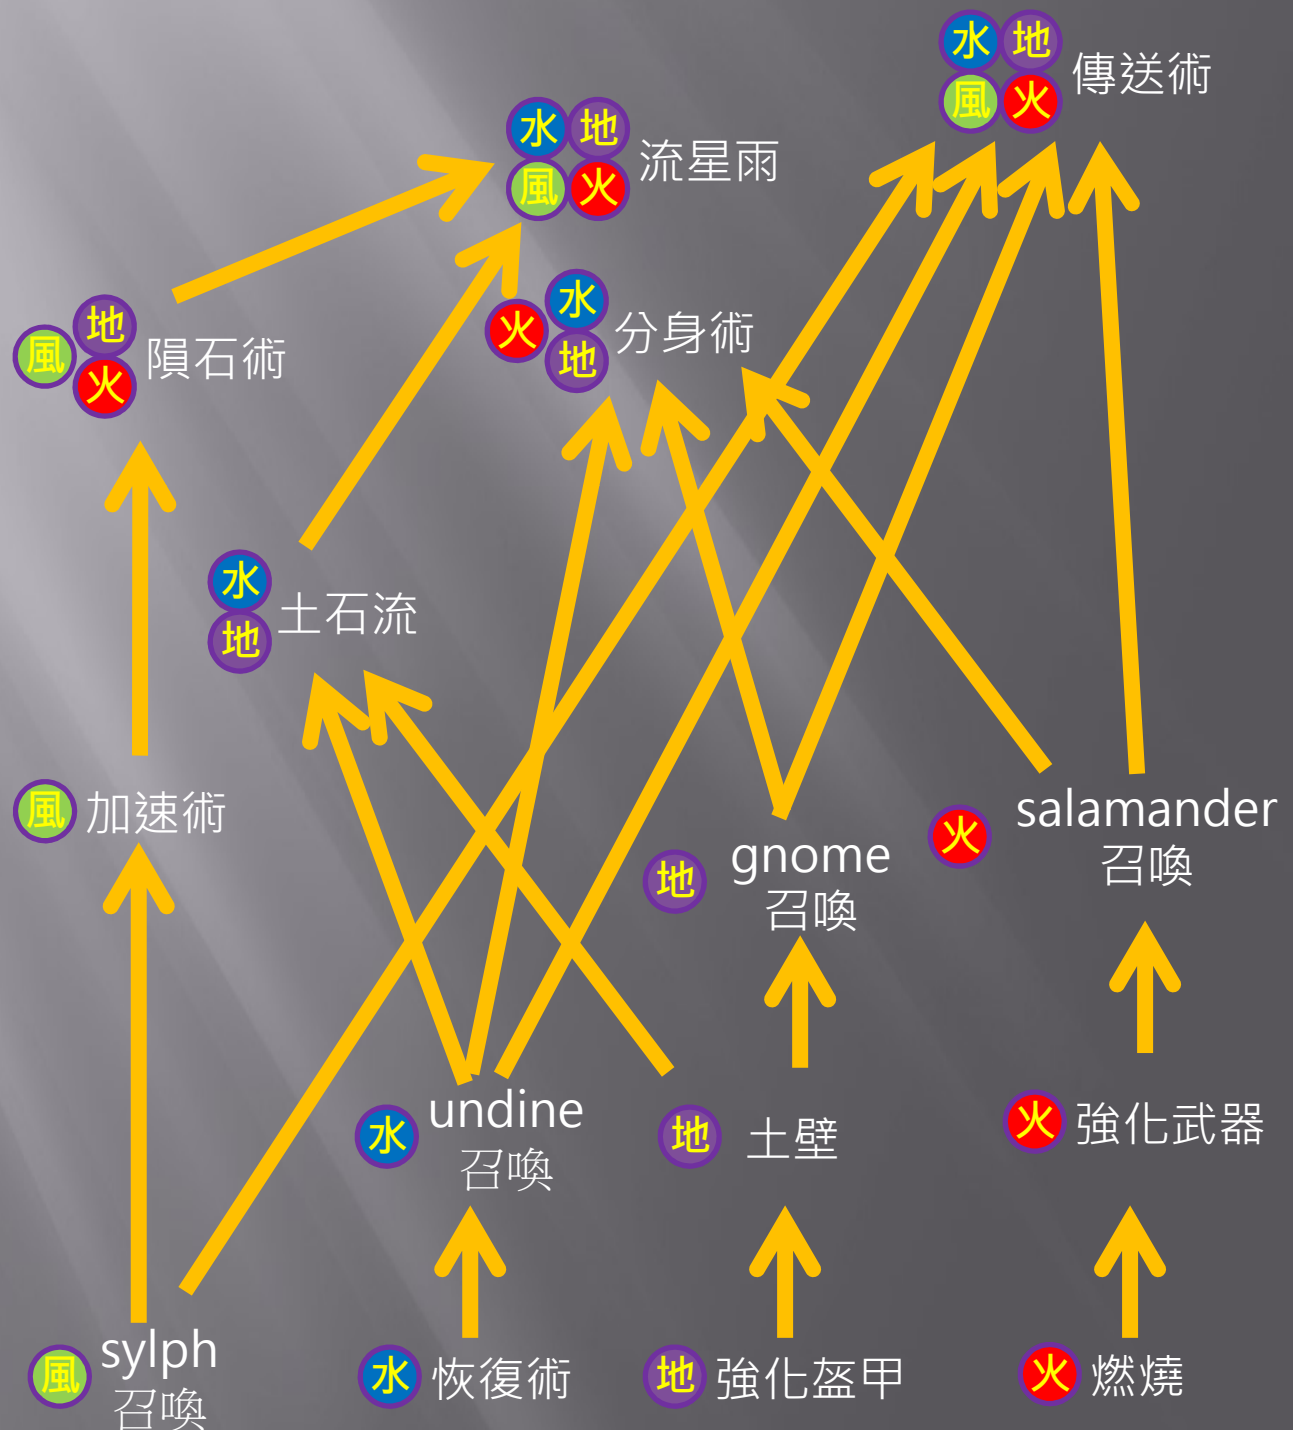 水 地
風 火
傳送術
水 地
風 火
流星雨
水
火
地
分身術
地
風
火
隕石術
水
地
土石流
風 加速術
地
gnome
召喚
火
salamander
召喚
水
undine
召喚
地 土壁
火 強化武器
風
sylph
召喚
水 恢復術
地 強化盔甲
火 燃燒